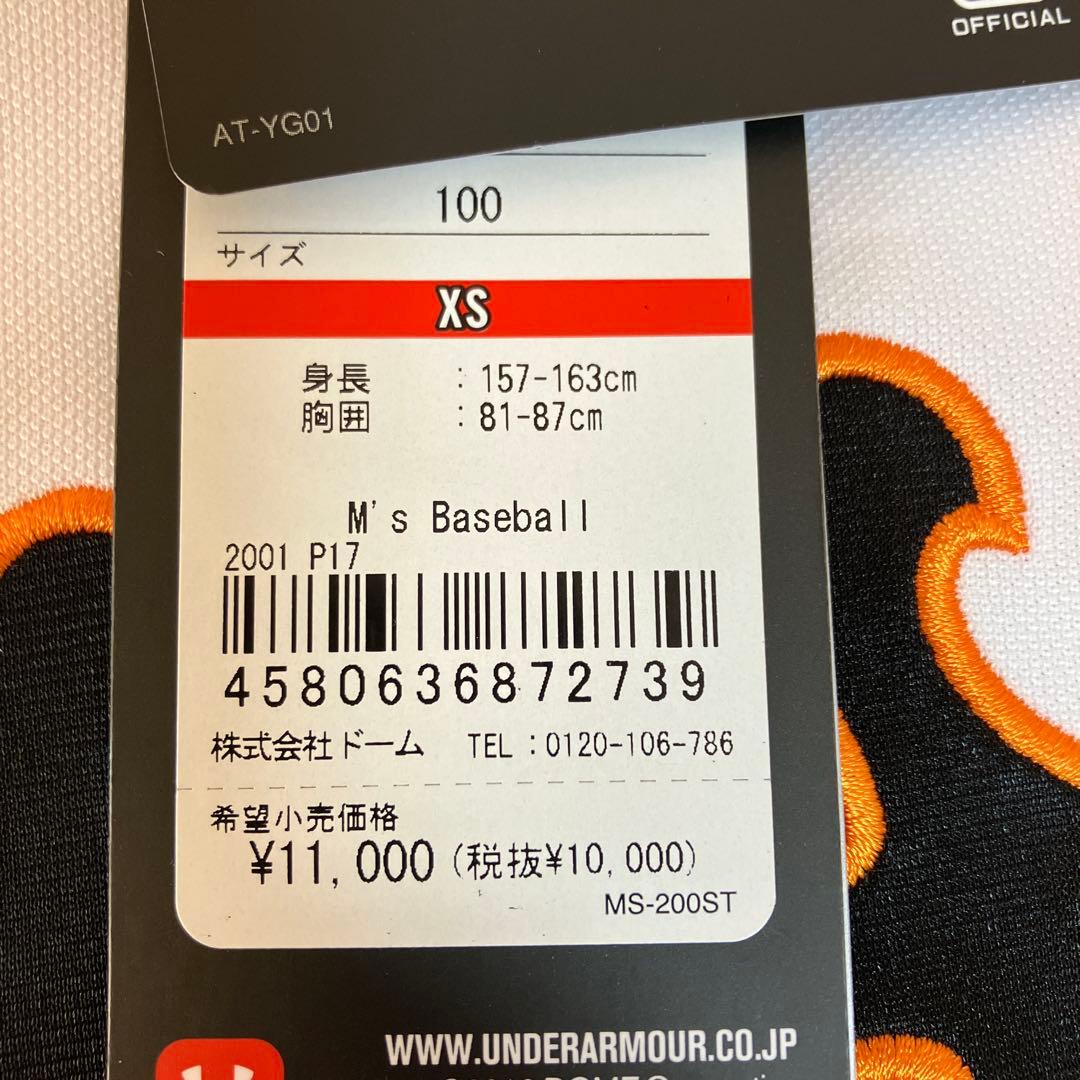 OFFICIAL
AT-YG01
100
サイズ
XS
身長 : 157-163cm
胸囲 : 81-87cm
M's Baseball
2001 P17
4580636872739
株式会社ドーム TEL:0120-106-786
希望小売価格
¥11,000(税抜¥10,000)
MS-200ST
WWW.UNDERARMOUR.CO.JP